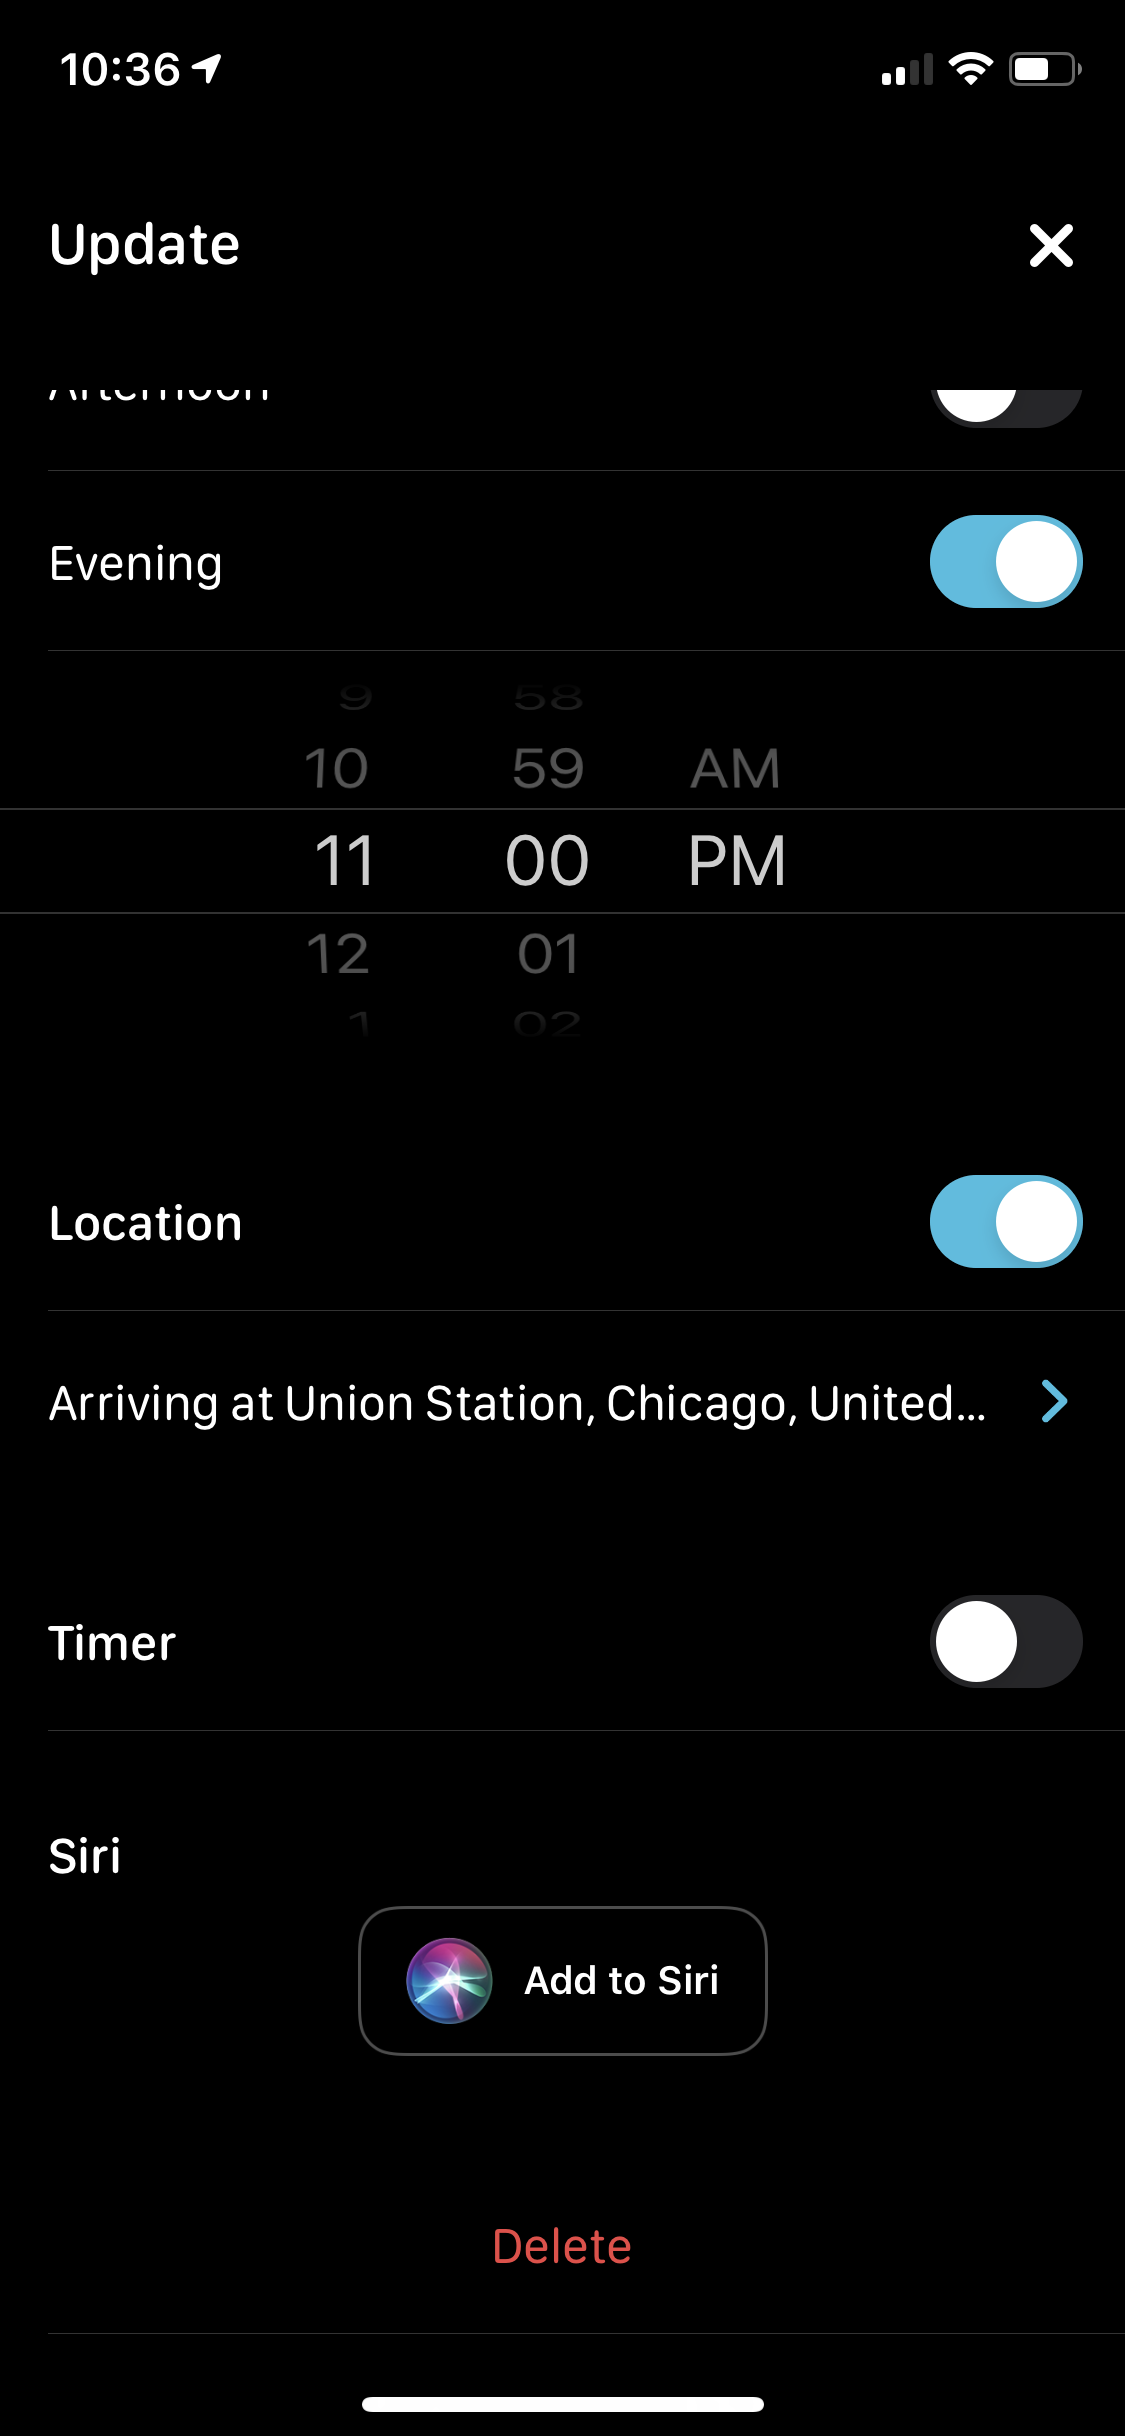 10:36
Update
Afternoon
Evening
9 58
10 59 AM
11 00 PM
12 01
1 02
Location
Arriving at Union Station, Chicago, United...
Timer
Siri
Add to Siri
Delete